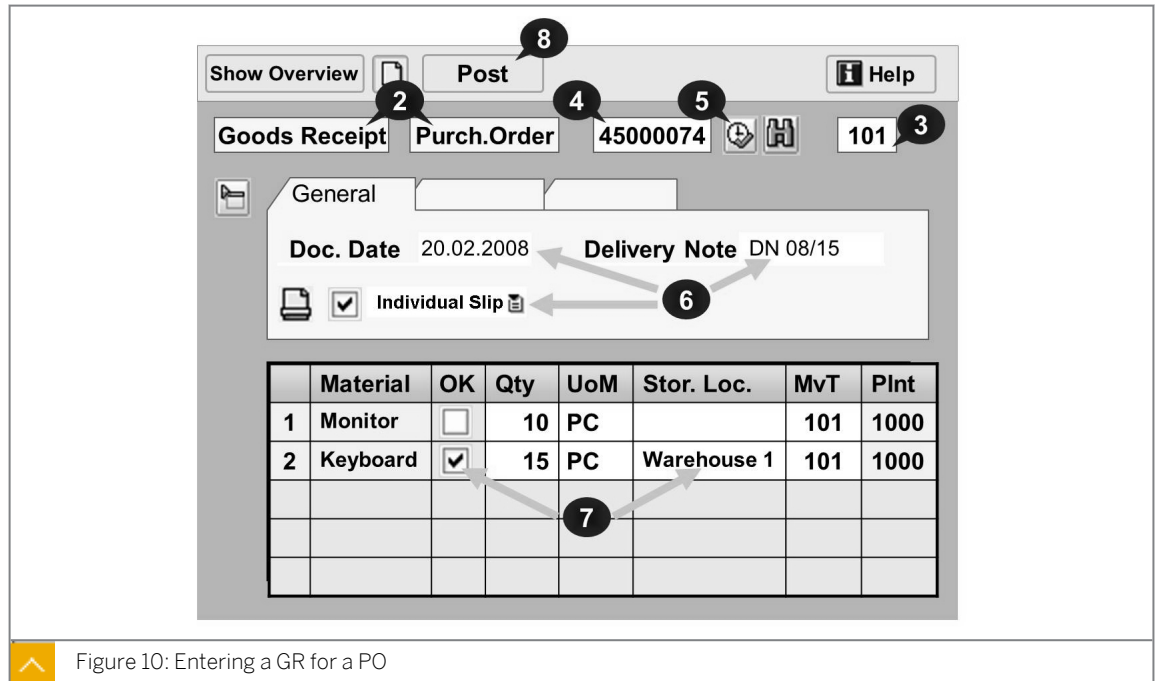 8
Show Overview Post Help
2 4 5 3
Goods Receipt Purch.Order 45000074 101
General
Doc. Date 20.02.2008 Delivery Note DN 08/15
6
Individual Slip
Material OK Qty UoM Stor. Loc. MvT Plnt
1 Monitor 10 PC 101 1000
2 Keyboard 15 PC Warehouse 1 101 1000
7
Figure 10: Entering a GR for a PO